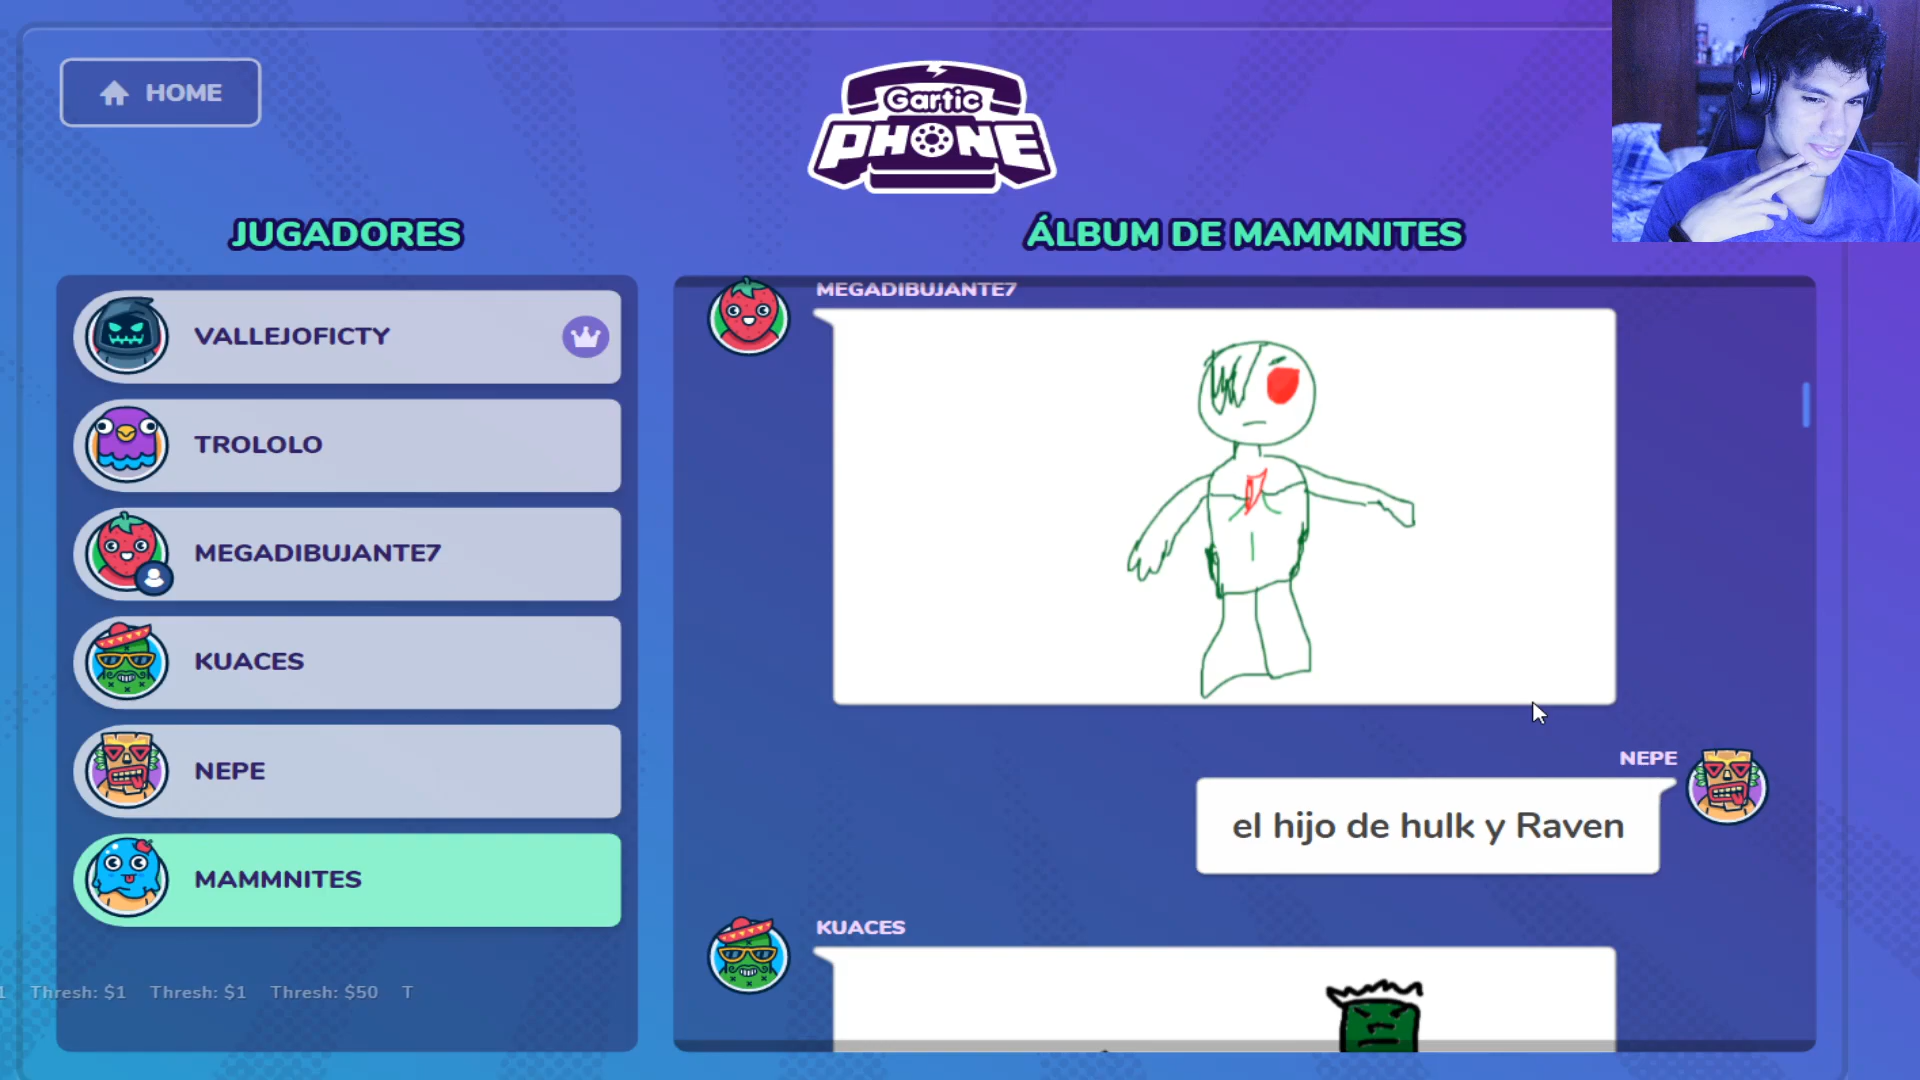 HOME
Gartic
PHONE
JUGADORES
ÁLBUM DE MAMMNITES
VALLEJOFICTY
TROLOLO
MEGADIBUJANTE7
KUACES
NEPE
MAMMNITES
1 Thresh: $1 Thresh: $1 Thresh: $50 T
MEGADIBUJANTE7
NEPE
el hijo de hulk y Raven
KUACES